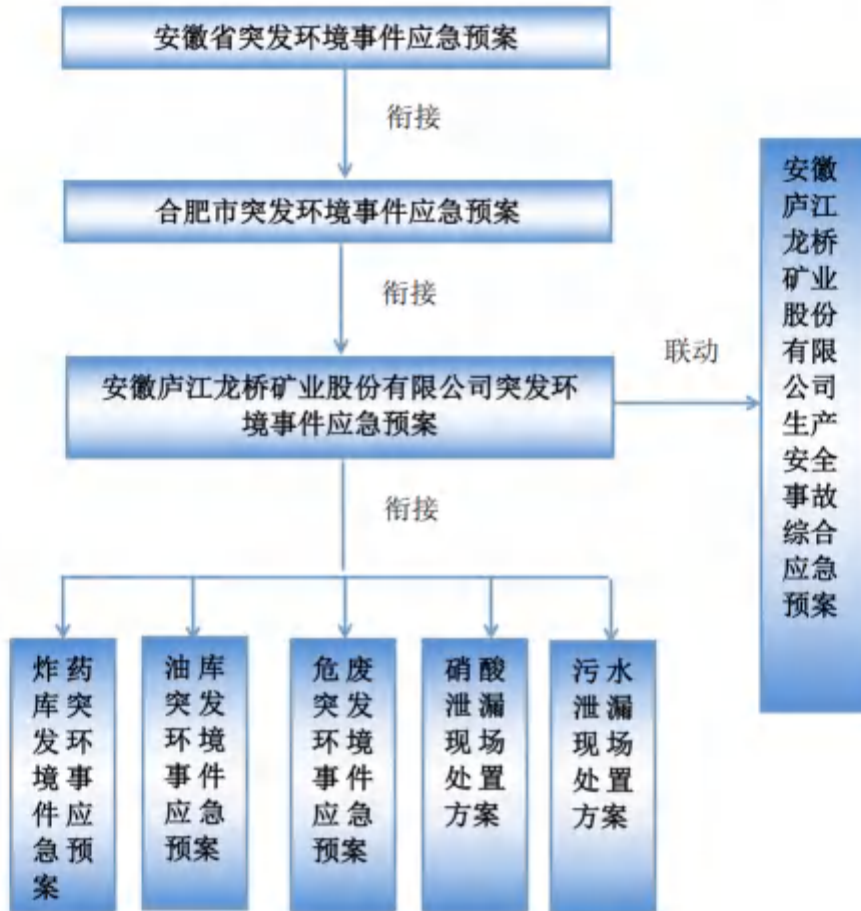 安徽省突发环境事件应急预案
衔接
合肥市突发环境事件应急预案
衔接
安徽庐江龙桥矿业股份有限公司突发环
境事件应急预案
联动
安徽
庐江
龙桥
矿业
股份
有限
公司
生产
安全
事故
综合
应急
预案
衔接
炸药
库突
发环
境事
件应
急预
案
油库
突发
环境
事件
应急
预案
危废
突发
环境
事件
应急
预案
硝酸
泄漏
现场
处置
方案
污水
泄漏
现场
处置
方案